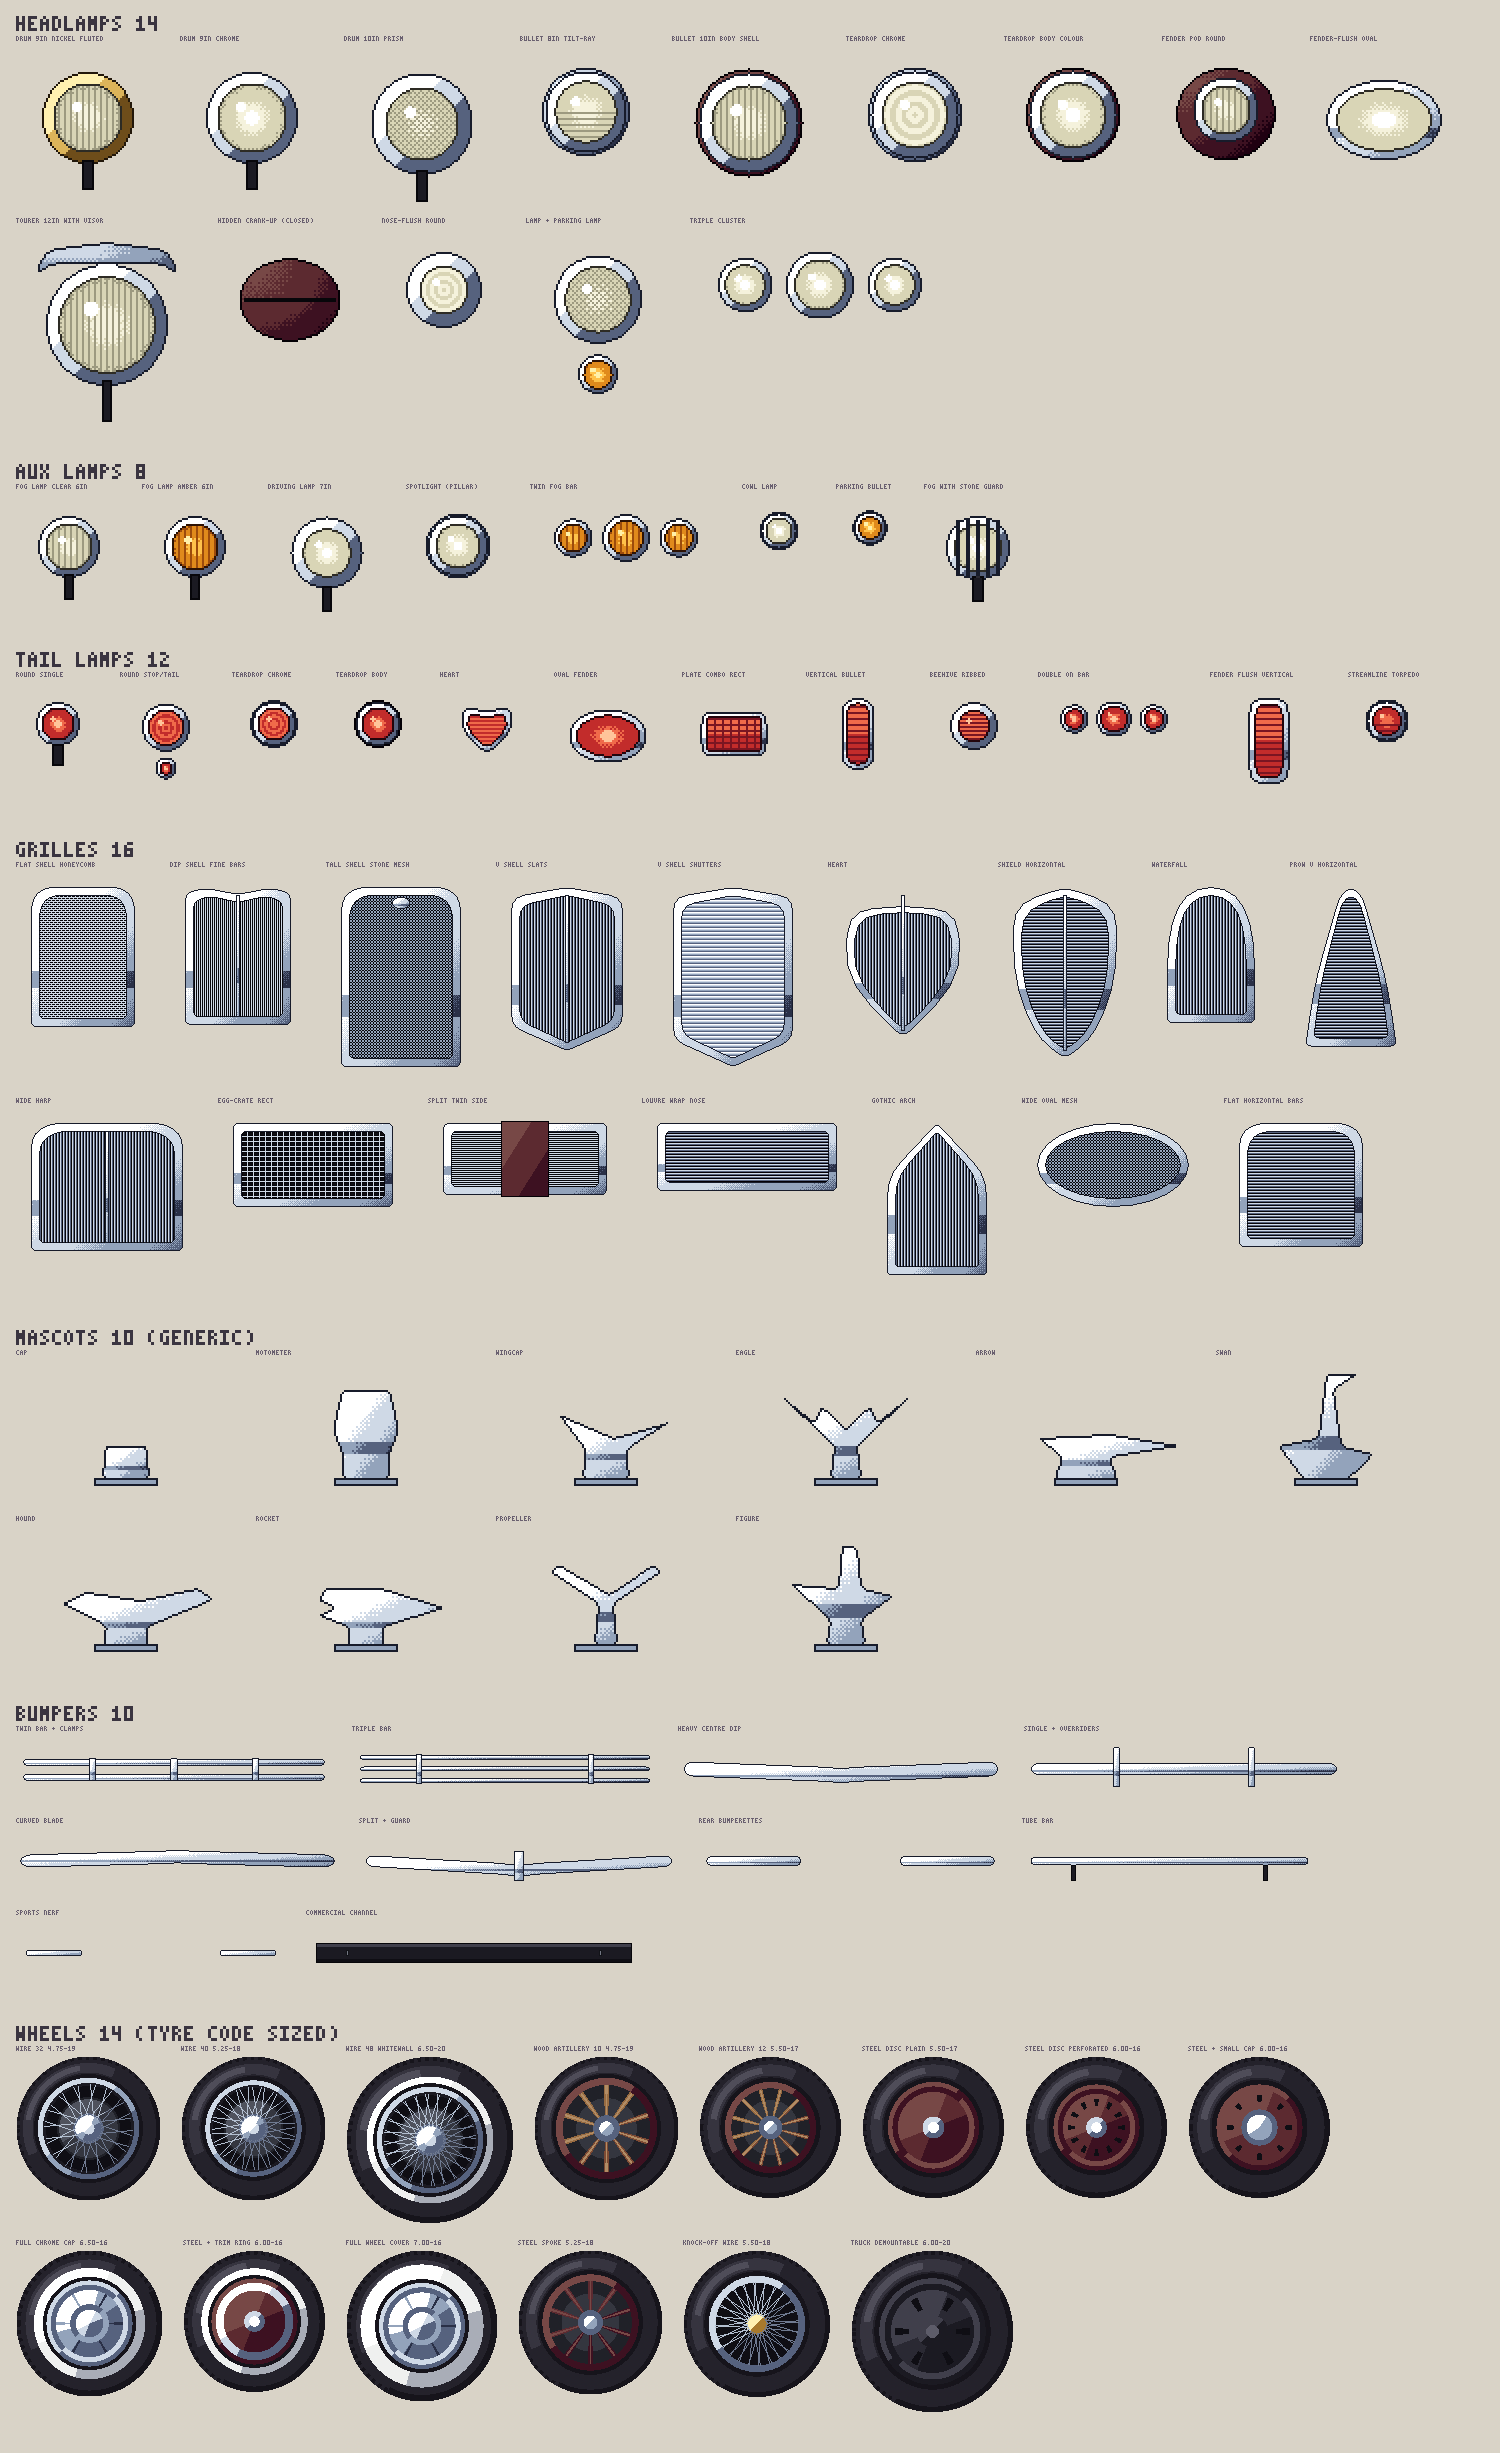 HEADLAMPS 14
DRUM 9IN NICKEL FLUTED DRUM 9IN CHROME DRUM 10IN PRISM BULLET 8IN TILT-RAY BULLET 10IN BODY SHELL TEARDROP CHROME TEARDROP BODY COLOUR FENDER POD ROUND FENDER-FLUSH OVAL
TOURER 12IN WITH VISOR HIDDEN CRANK-UP (CLOSED) NOSE-FLUSH ROUND LAMP + PARKING LAMP TRIPLE CLUSTER
AUX LAMPS 8
FOG LAMP CLEAR 6IN FOG LAMP AMBER 6IN DRIVING LAMP 7IN SPOTLIGHT (PILLAR) TWIN FOG BAR COWL LAMP PARKING BULLET FOG WITH STONE GUARD
TAIL LAMPS 12
ROUND SINGLE ROUND STOP/TAIL TEARDROP CHROME TEARDROP BODY HEART OVAL FENDER PLATE COMBO RECT VERTICAL BULLET BEEHIVE RIBBED DOUBLE ON BAR FENDER FLUSH VERTICAL STREAMLINE TORPEDO
GRILLES 16
FLAT SHELL HONEYCOMB DIP SHELL FINE BARS TALL SHELL STONE MESH V SHELL SLATS V SHELL SHUTTERS HEART SHIELD HORIZONTAL WATERFALL PROW V HORIZONTAL
WIDE HARP EGG-CRATE RECT SPLIT TWIN SIDE LOUVRE WRAP NOSE GOTHIC ARCH WIDE OVAL MESH FLAT HORIZONTAL BARS
MASCOTS 10 (GENERIC)
CAP MOTOMETER WINGCAP EAGLE ARROW SWAN
HOUND ROCKET PROPELLER FIGURE
BUMPERS 10
TWIN BAR + CLAMPS TRIPLE BAR HEAVY CENTRE DIP SINGLE + OVERRIDERS
CURVED BLADE SPLIT + GUARD REAR BUMPERETTES TUBE BAR
SPORTS NERF COMMERCIAL CHANNEL
WHEELS 14 (TYRE CODE SIZED)
WIRE 32 4.75-19 WIRE 40 5.25-18 WIRE 48 WHITEWALL 6.50-20 WOOD ARTILLERY 10 4.75-19 WOOD ARTILLERY 12 5.50-17 STEEL DISC PLAIN 5.50-17 STEEL DISC PERFORATED 6.00-16 STEEL + SMALL CAP 6.00-16
FULL CHROME CAP 6.50-16 STEEL + TRIM RING 6.00-16 FULL WHEEL COVER 7.00-16 STEEL SPOKE 5.25-18 KNOCK-OFF WIRE 5.50-18 TRUCK DEMOUNTABLE 6.00-20